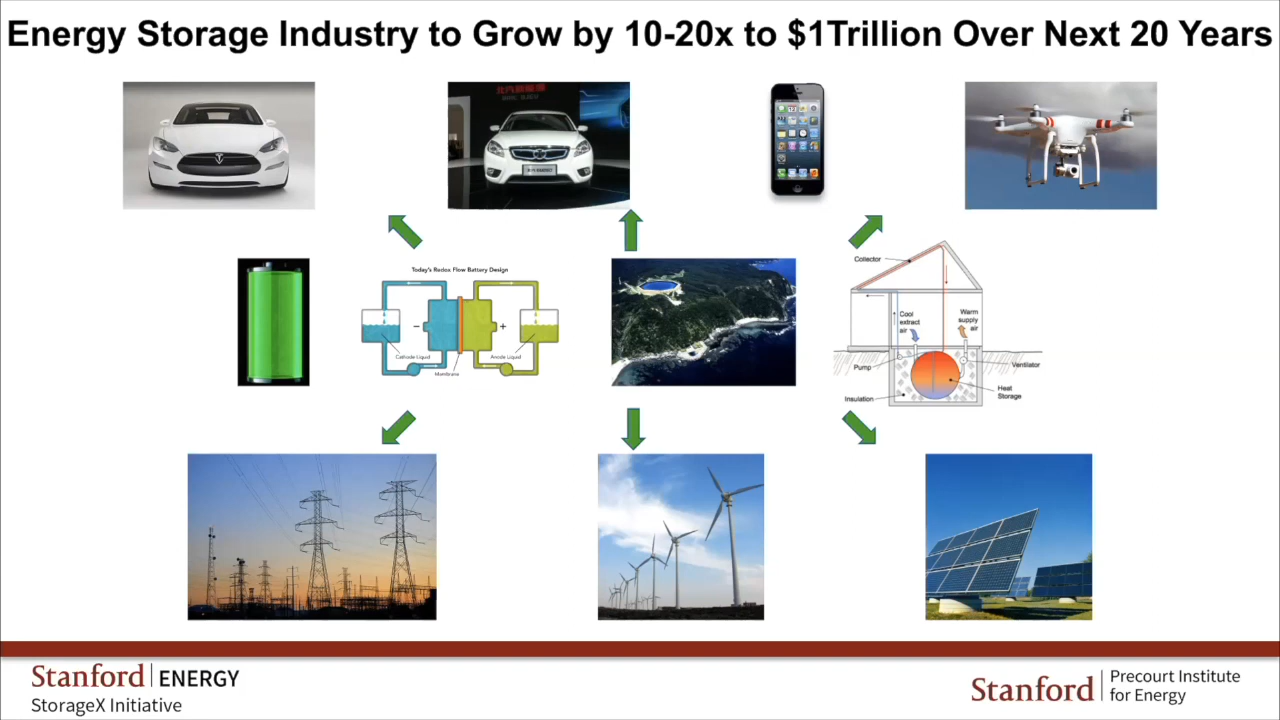 Energy Storage Industry to Grow by 10-20x to $1Trillion Over Next 20 Years
Today's Redox Flow Battery Design
−
+
Cathode Liquid
Anode Liquid
Membrane
Collector
Cool
extract
air
Warm
supply
air
Pump
Ventilator
Heat
Storage
Insulation
Stanford | ENERGY
StorageX Initiative
Stanford
Precourt Institute
for Energy